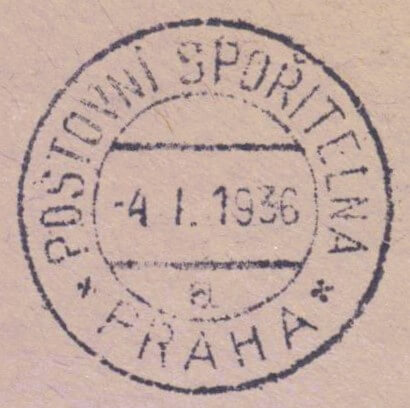 POŠTOVNÍ SPOŘITELNA
-4 I. 1936
a
* PRAHA *